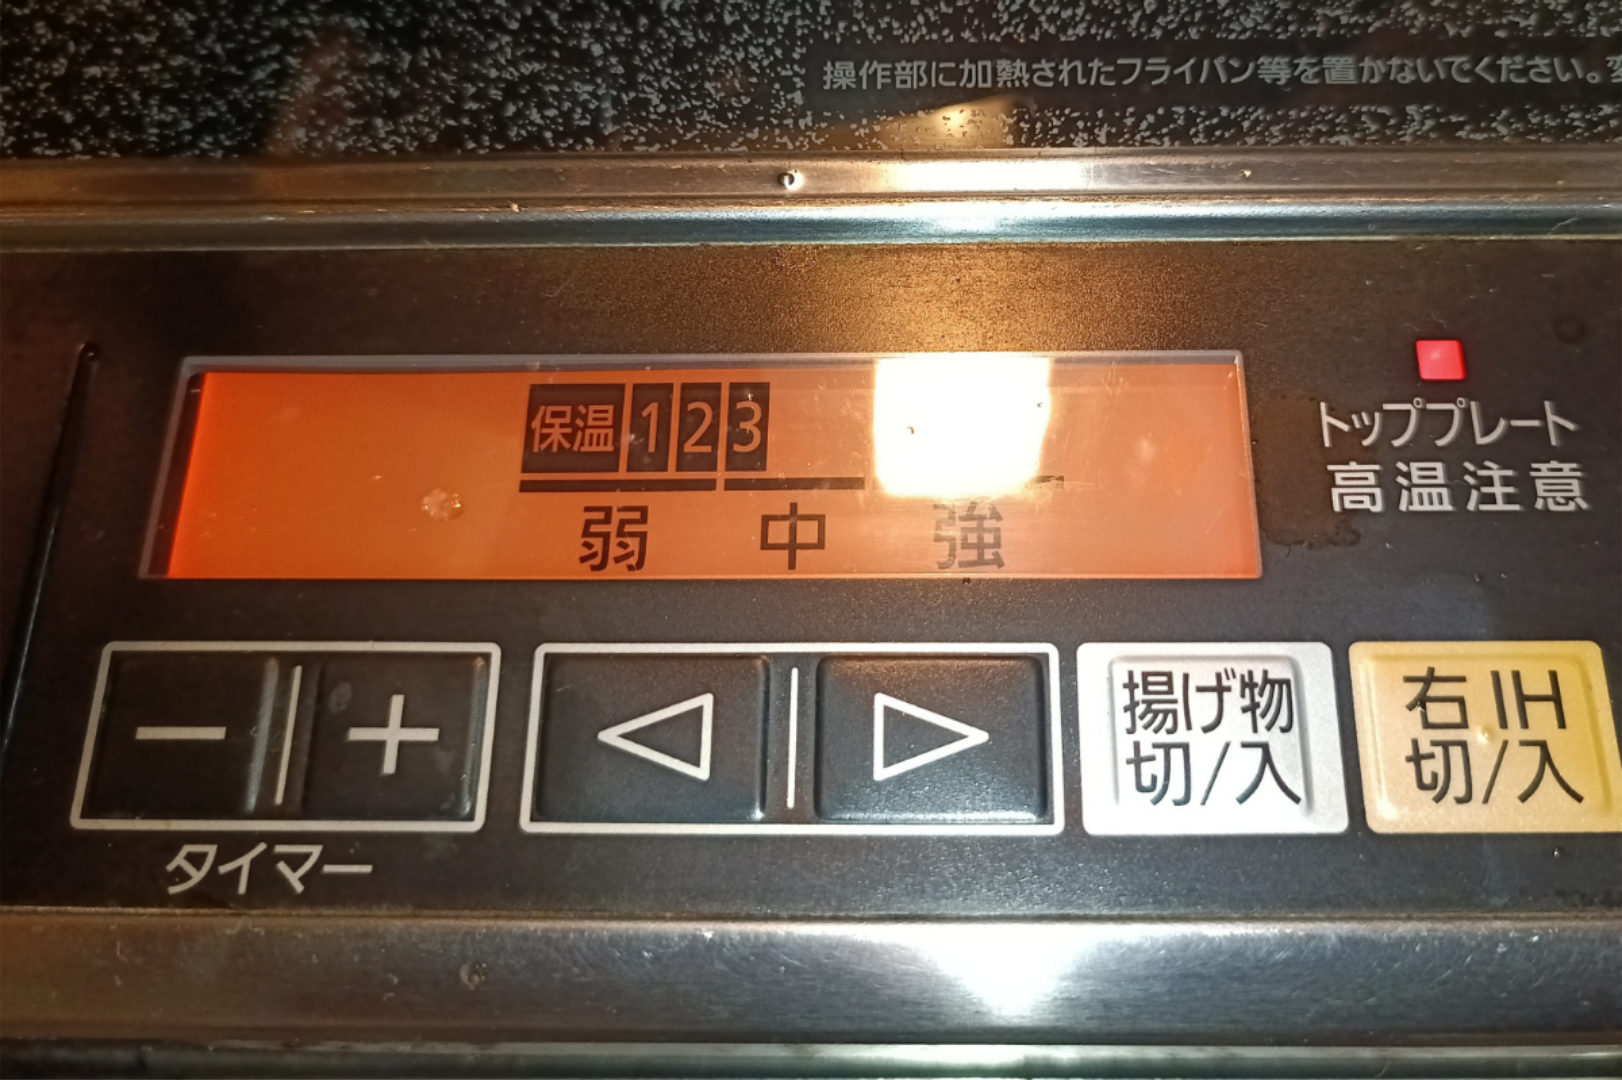 操作部に加熱されたフライパン等を置かないでください。
保温 1 2 3
弱 中 強
トッププレート
高温注意
− +
タイマー
◁ ▷
揚げ物
切/入
右IH
切/入